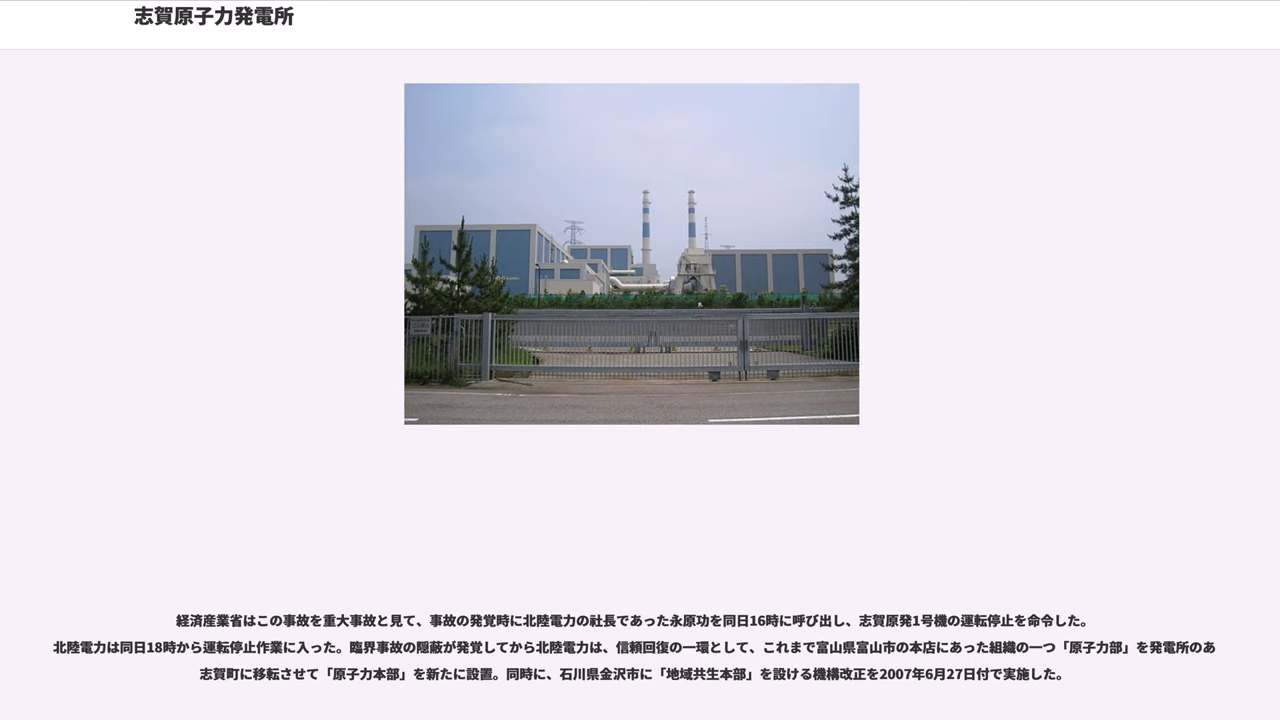 志賀原子力発電所
経済産業省はこの事故を重大事故と見て、事故の発覚時に北陸電力の社長であった永原功を同日16時に呼び出し、志賀原発1号機の運転停止を命令した。
北陸電力は同日18時から運転停止作業に入った。臨界事故の隠蔽が発覚してから北陸電力は、信頼回復の一環として、これまで富山県富山市の本店にあった組織の一つ「原子力部」を発電所のあ
志賀町に移転させて「原子力本部」を新たに設置。同時に、石川県金沢市に「地域共生本部」を設ける機構改正を2007年6月27日付で実施した。